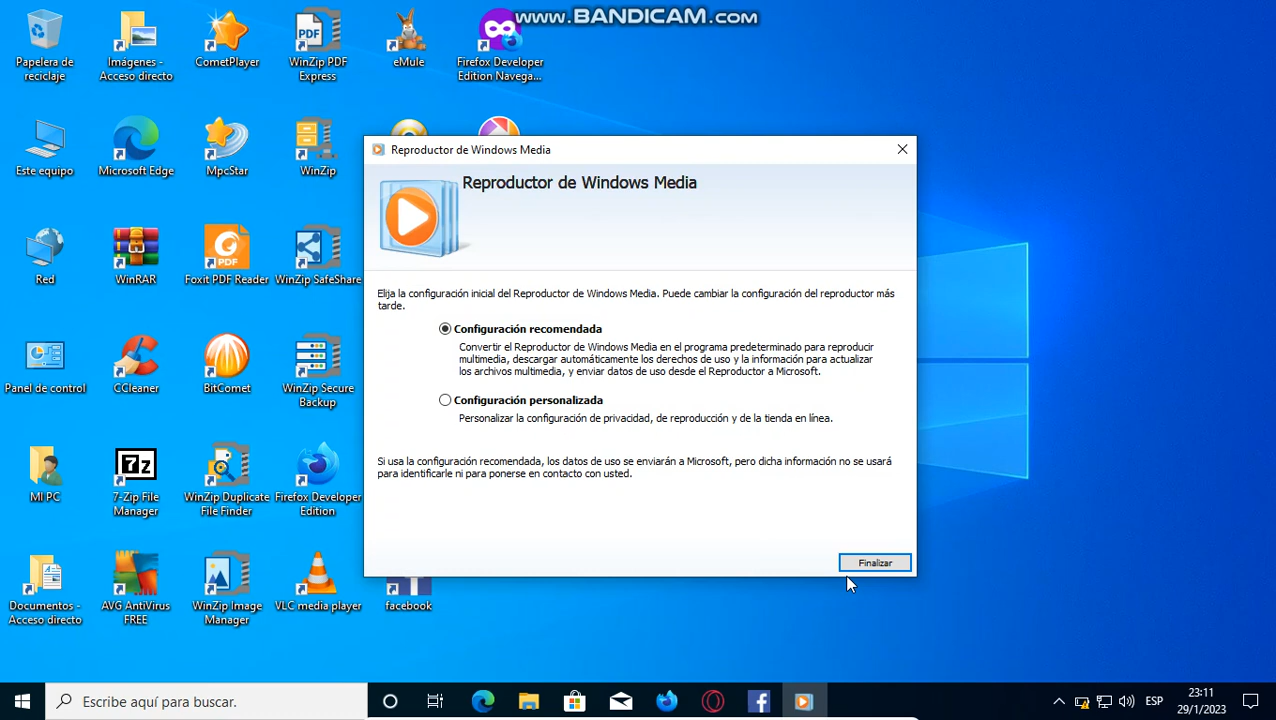 www.BANDICAM.com
Papelera de
reciclaje
Imágenes -
Acceso directo
CometPlayer
PDF
WinZip PDF
Express
eMule
Firefox Developer
Edition Navega...
Este equipo
Microsoft Edge
MpcStar
WinZip
Red
WinRAR
PDF
Foxit PDF Reader
WinZip SafeShare
Panel de control
CCleaner
BitComet
WinZip Secure
Backup
MI PC
7z
7-Zip File
Manager
WinZip Duplicate
File Finder
Firefox Developer
Edition
Documentos -
Acceso directo
AVG AntiVirus
FREE
WinZip Image
Manager
VLC media player
facebook
Reproductor de Windows Media
Reproductor de Windows Media
Elija la configuración inicial del Reproductor de Windows Media. Puede cambiar la configuración del reproductor más
tarde.
Configuración recomendada
Convertir el Reproductor de Windows Media en el programa predeterminado para reproducir
multimedia, descargar automáticamente los derechos de uso y la información para actualizar
los archivos multimedia, y enviar datos de uso desde el Reproductor a Microsoft.
Configuración personalizada
Personalizar la configuración de privacidad, de reproducción y de la tienda en línea.
Si usa la configuración recomendada, los datos de uso se enviarán a Microsoft, pero dicha información no se usará
para identificarle ni para ponerse en contacto con usted.
Finalizar
Escribe aquí para buscar.
ESP
23:11
29/1/2023